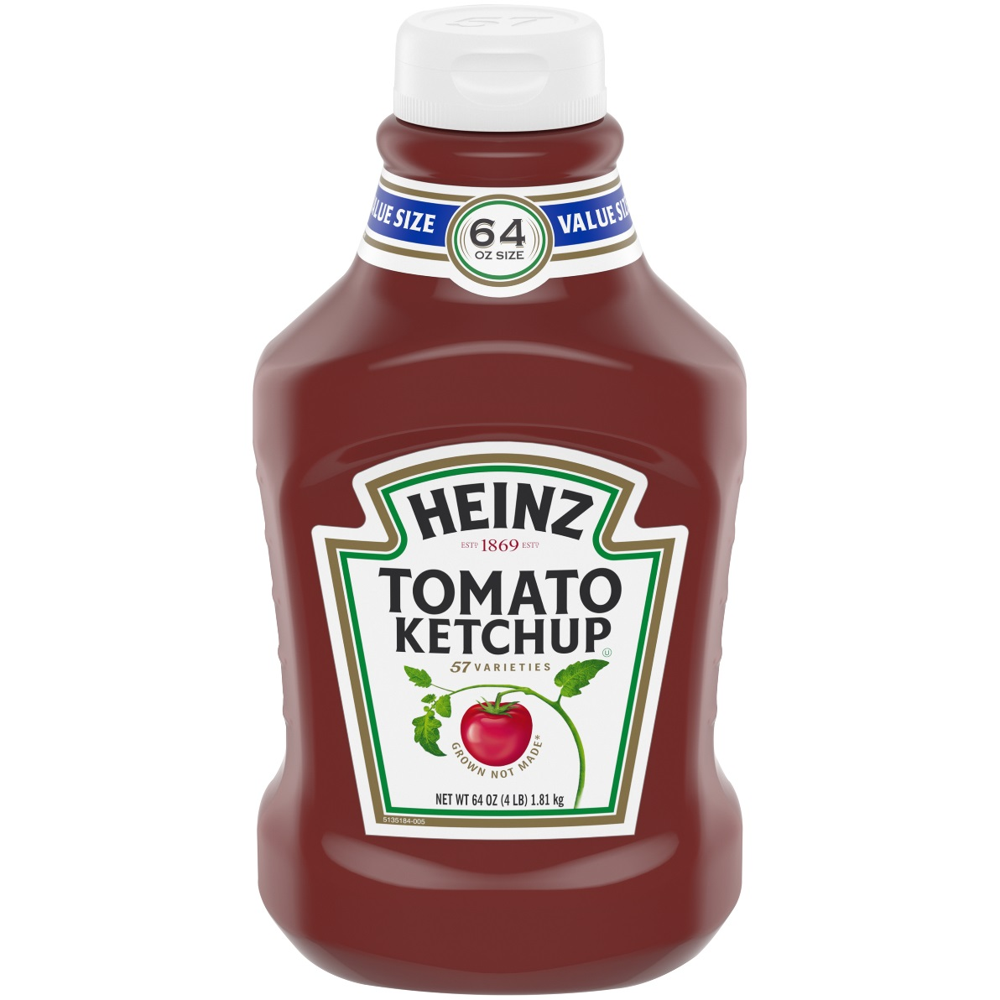 57
VALUE SIZE
64
OZ SIZE
VALUE SIZE
HEINZ
ESTD 1869 ESTD
TOMATO
KETCHUP
U
57 VARIETIES
GROWN NOT MADE*
NET WT 64 OZ (4 LB) 1.81 kg
5135184-005